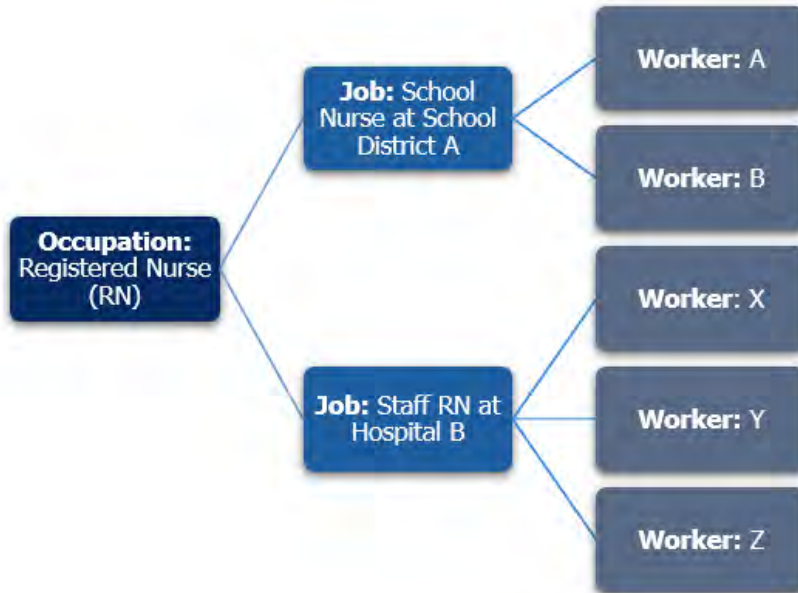 Occupation:
Registered Nurse
(RN)
Job: School
Nurse at School
District A
Worker: A
Worker: B
Job: Staff RN at
Hospital B
Worker: X
Worker: Y
Worker: Z